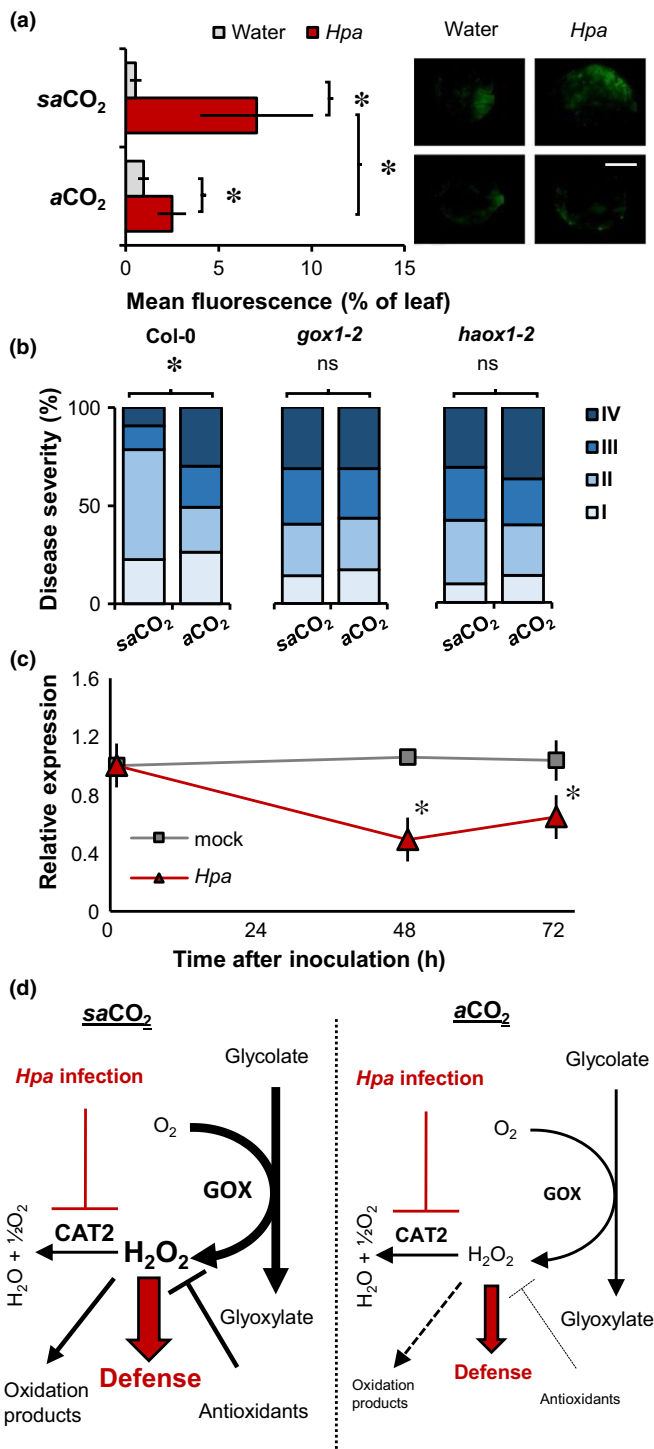 (a)
Water Hpa
Water Hpa
saCO₂
*
aCO₂
*
*
0 5 10 15
Mean fluorescence (% of leaf)
(b)
Col-0 gox1-2 haox1-2
* ns ns
100
50
0
Disease severity (%)
IV
III
II
I
saCO₂ aCO₂ saCO₂ aCO₂ saCO₂ aCO₂
(c)
1.6
1.2
0.8
0.4
0
Relative expression
* *
mock
Hpa
0 24 48 72
Time after inoculation (h)
(d)
saCO₂
Hpa infection
Glycolate
O₂
GOX
CAT2
H₂O + ½O₂
H₂O₂
Glyoxylate
Defense
Oxidation
products
Antioxidants
aCO₂
Hpa infection
Glycolate
O₂
GOX
CAT2
H₂O + ½O₂
H₂O₂
Glyoxylate
Defense
Oxidation
products
Antioxidants